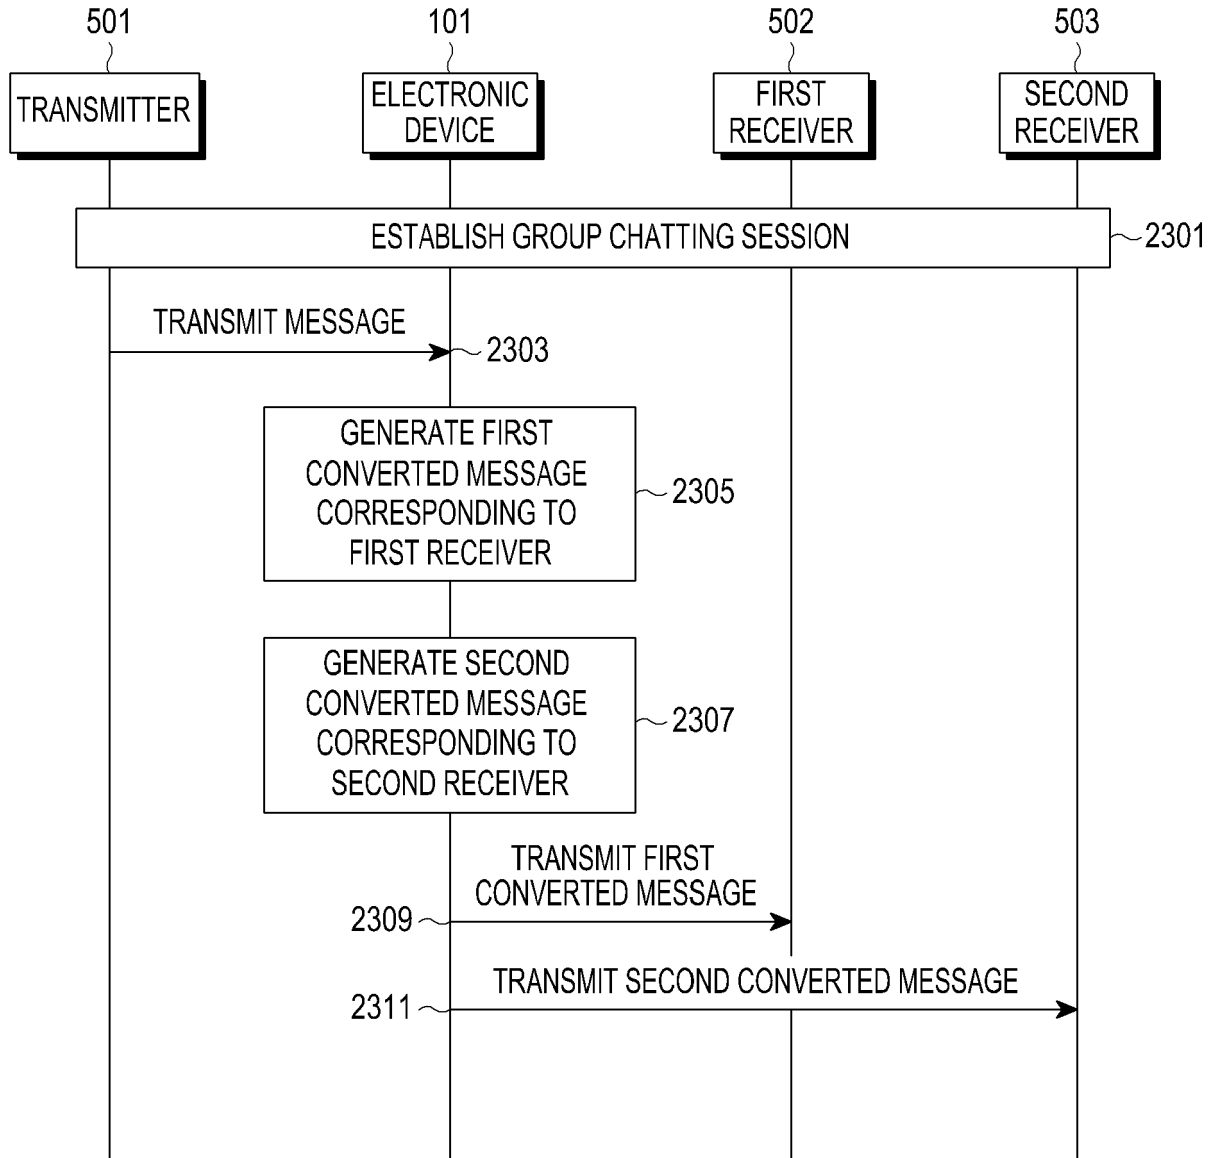 501
101
502
503
TRANSMITTER
ELECTRONIC
DEVICE
FIRST
RECEIVER
SECOND
RECEIVER
ESTABLISH GROUP CHATTING SESSION
2301
TRANSMIT MESSAGE
2303
GENERATE FIRST
CONVERTED MESSAGE
CORRESPONDING TO
FIRST RECEIVER
2305
GENERATE SECOND
CONVERTED MESSAGE
CORRESPONDING TO
SECOND RECEIVER
2307
TRANSMIT FIRST
CONVERTED MESSAGE
2309
TRANSMIT SECOND CONVERTED MESSAGE
2311